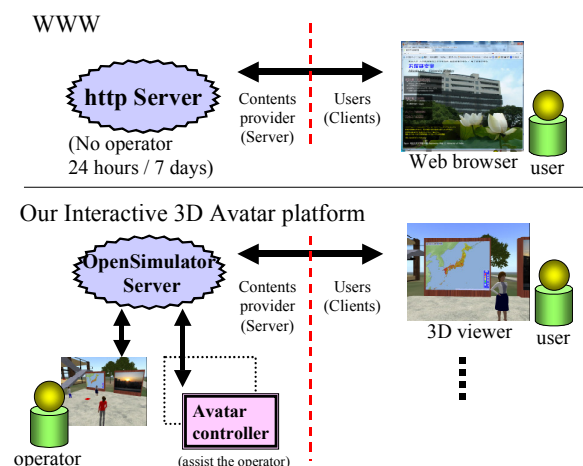 WWW
http Server
(No operator
24 hours / 7 days)
Contents
provider
(Server)
Users
(Clients)
Web browser
user
Our Interactive 3D Avatar platform
OpenSimulator
Server
Contents
provider
(Server)
Users
(Clients)
3D viewer
user
operator
Avatar
controller
(assist the operator)